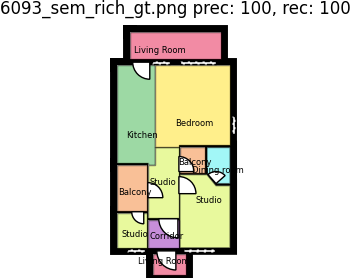 6093_sem_rich_gt.png prec: 100, rec: 100
Living Room
Bedroom
Kitchen
Balcony
Dining room
Studio
Balcony
Studio
Studio
Corridor
Living Room